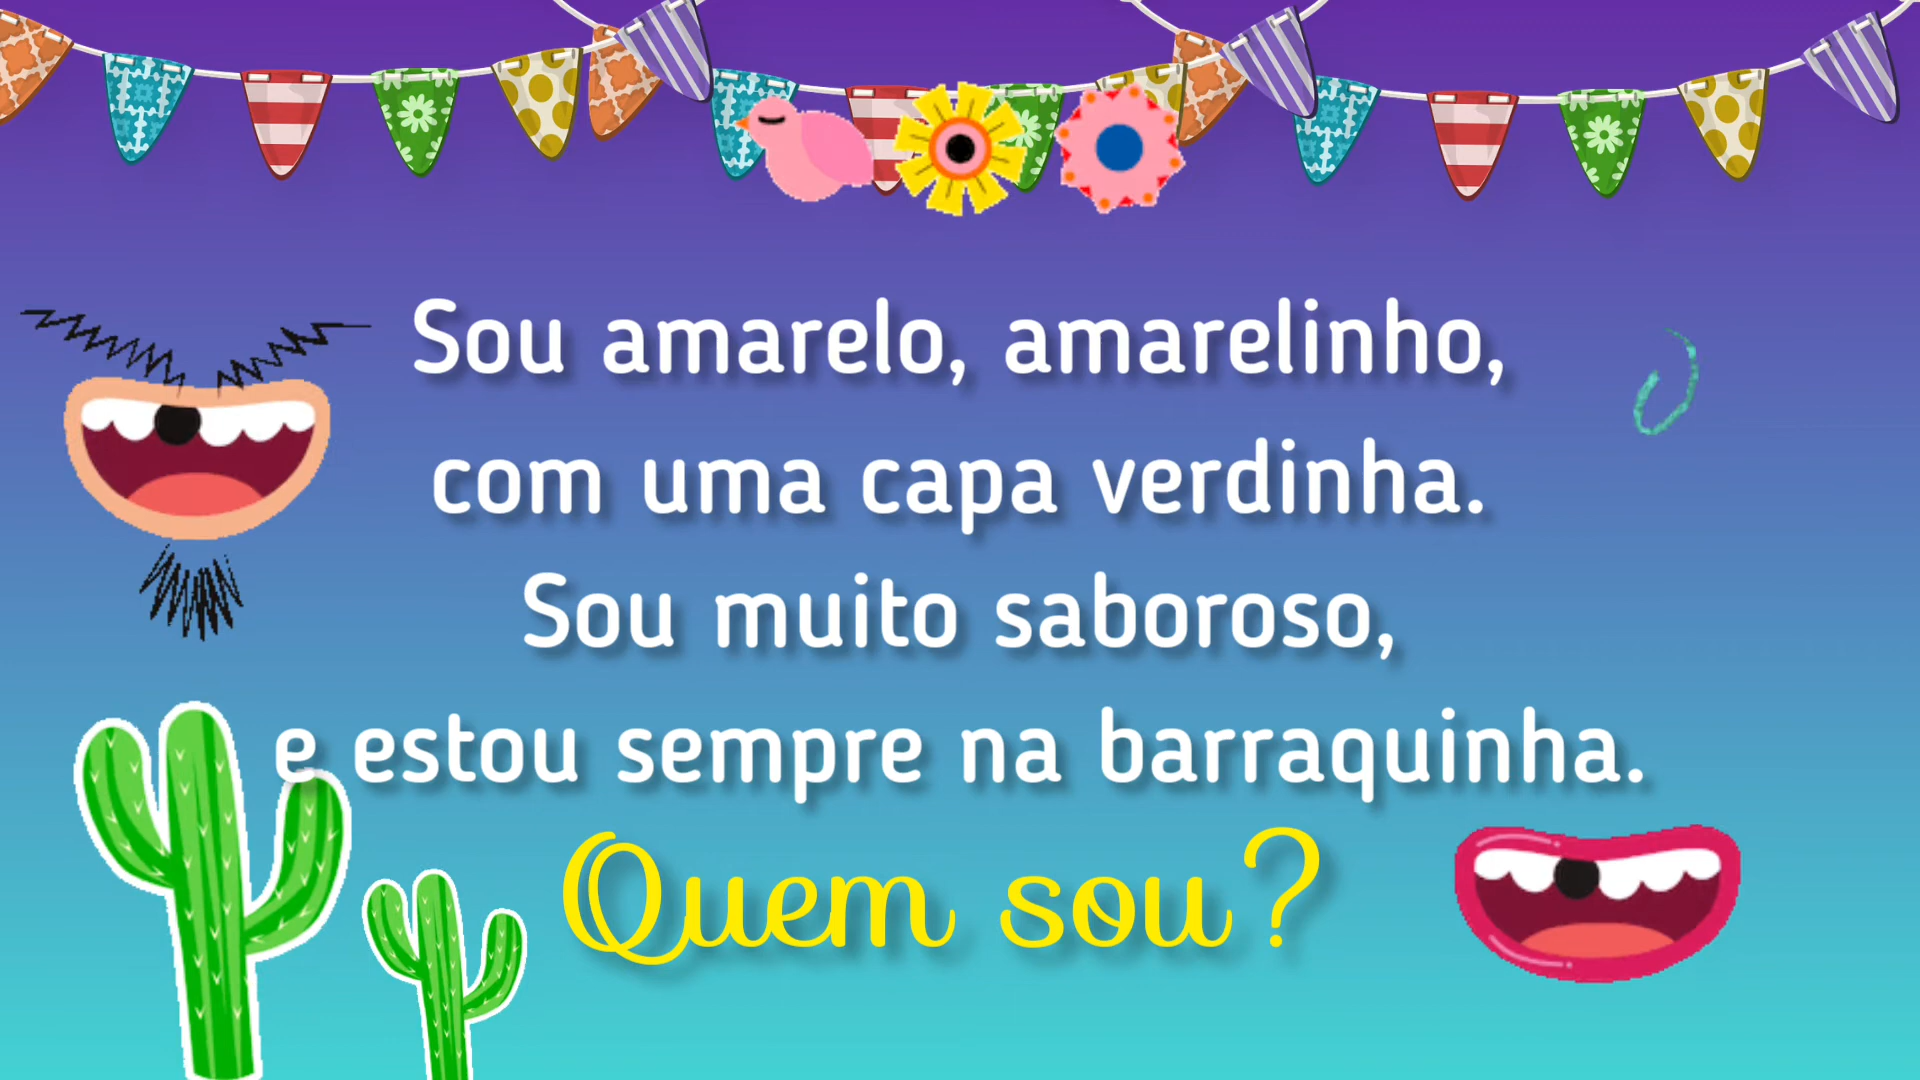 Sou amarelo, amarelinho,
com uma capa verdinha.
Sou muito saboroso,
e estou sempre na barraquinha.
Quem sou?